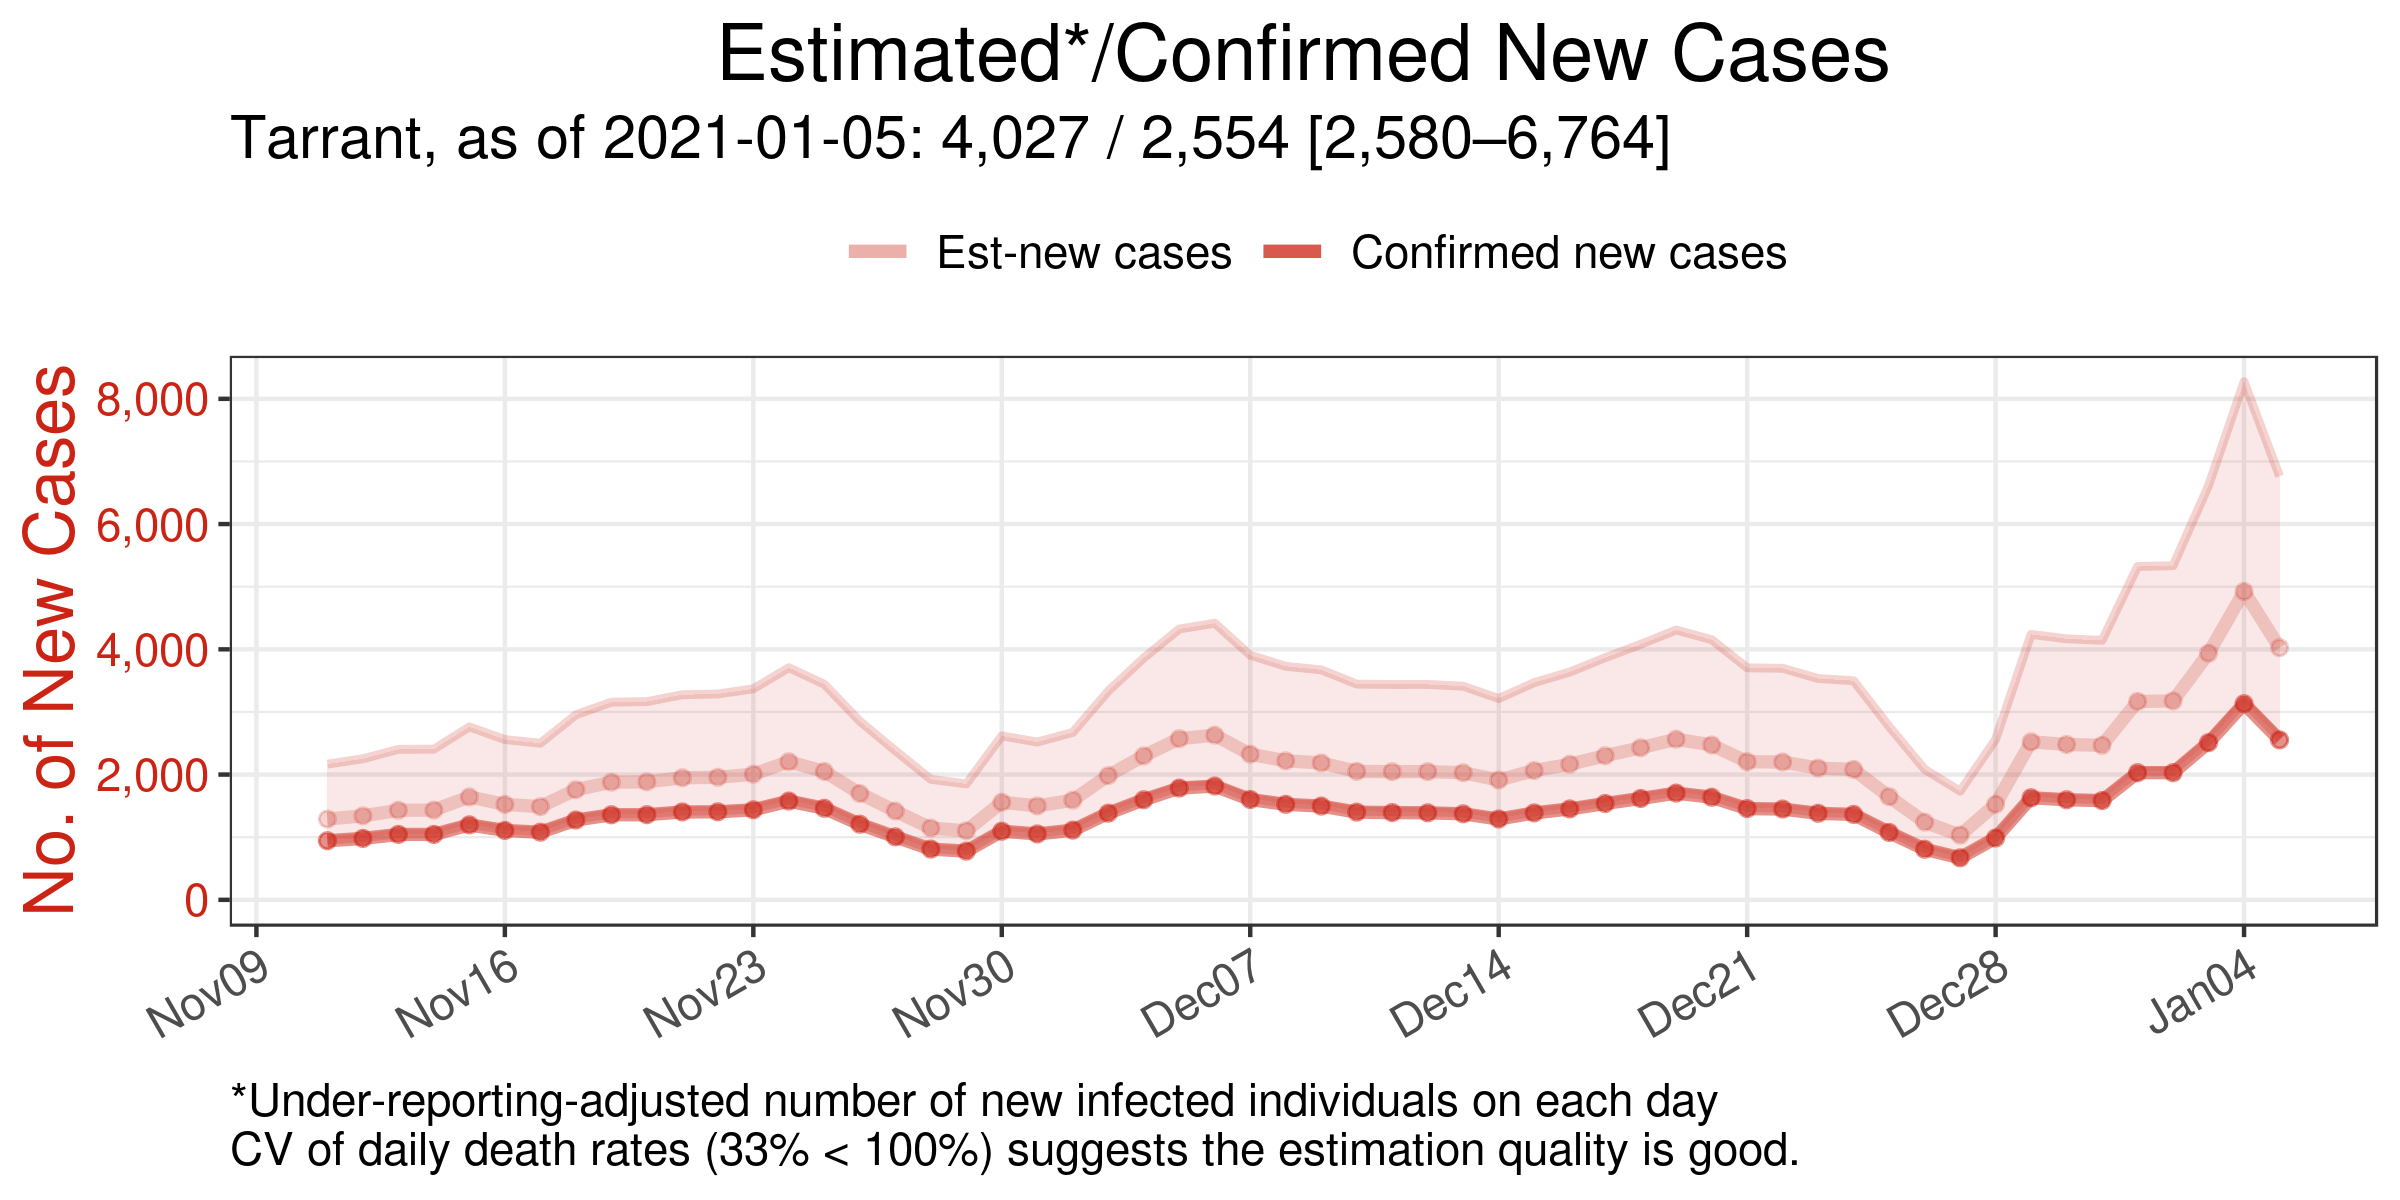 Estimated*/Confirmed New Cases
Tarrant, as of 2021-01-05: 4,027 / 2,554 [2,580–6,764]
Est-new cases
Confirmed new cases
No. of New Cases
8,000
6,000
4,000
2,000
0
Nov09
Nov16
Nov23
Nov30
Dec07
Dec14
Dec21
Dec28
Jan04
*Under-reporting-adjusted number of new infected individuals on each day
CV of daily death rates (33% < 100%) suggests the estimation quality is good.